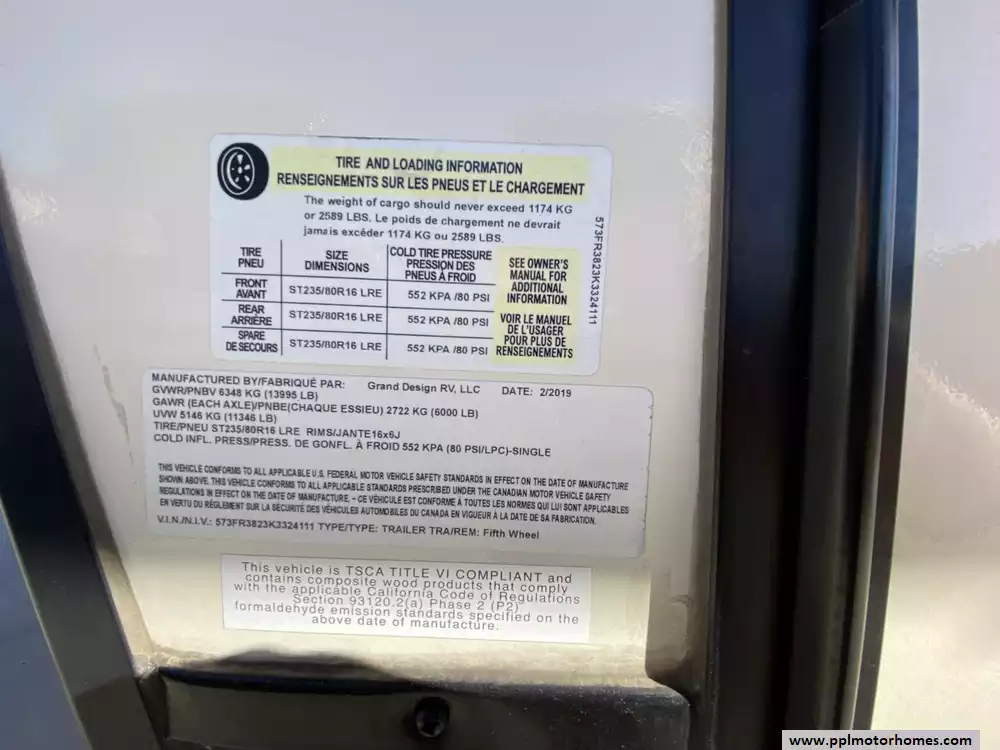 TIRE AND LOADING INFORMATION
RENSEIGNEMENTS SUR LES PNEUS ET LE CHARGEMENT
The weight of cargo should never exceed 1174 KG
or 2589 LBS. Le poids de chargement ne devrait
jamais excéder 1174 KG ou 2589 LBS.
TIRE PNEU SIZE DIMENSIONS COLD TIRE PRESSURE PRESSION DES PNEUS À FROID
FRONT AVANT ST235/80R16 LRE 552 KPA /80 PSI
REAR ARRIÈRE ST235/80R16 LRE 552 KPA /80 PSI
SPARE DE SECOURS ST235/80R16 LRE 552 KPA /80 PSI
SEE OWNER'S
MANUAL FOR
ADDITIONAL
INFORMATION
VOIR LE MANUEL
DE L'USAGER
POUR PLUS DE
RENSEIGNEMENTS
573FR3823K3324111
MANUFACTURED BY/FABRIQUÉ PAR: Grand Design RV, LLC DATE: 2/2019
GVWR/PNBV 6348 KG (13995 LB)
GAWR (EACH AXLE)/PNBE(CHAQUE ESSIEU) 2722 KG (6000 LB)
UVW 5146 KG (11346 LB)
TIRE/PNEU ST235/80R16 LRE RIMS/JANTE16x6J
COLD INFL. PRESS/PRESS. DE GONFL. À FROID 552 KPA (80 PSI/LPC)-SINGLE
THIS VEHICLE CONFORMS TO ALL APPLICABLE U.S. FEDERAL MOTOR VEHICLE SAFETY STANDARDS IN EFFECT ON THE DATE OF MANUFACTURE
SHOWN ABOVE. THIS VEHICLE CONFORMS TO ALL APPLICABLE STANDARDS PRESCRIBED UNDER THE CANADIAN MOTOR VEHICLE SAFETY
REGULATIONS IN EFFECT ON THE DATE OF MANUFACTURE. - CE VÉHICULE EST CONFORME À TOUTES LES NORMES QUI LUI SONT APPLICABLES
EN VERTU DU RÈGLEMENT SUR LA SÉCURITÉ DES VÉHICULES AUTOMOBILES DU CANADA EN VIGUEUR À LA DATE DE SA FABRICATION.
V.I.N./N.I.V.: 573FR3823K3324111 TYPE/TYPE: TRAILER TRA/REM: Fifth Wheel
This vehicle is TSCA TITLE VI COMPLIANT and
contains composite wood products that comply
with the applicable California Code of Regulations
Section 93120.2(a) Phase 2 (P2)
formaldehyde emission standards specified on the
above date of manufacture.
www.pplmotorhomes.com